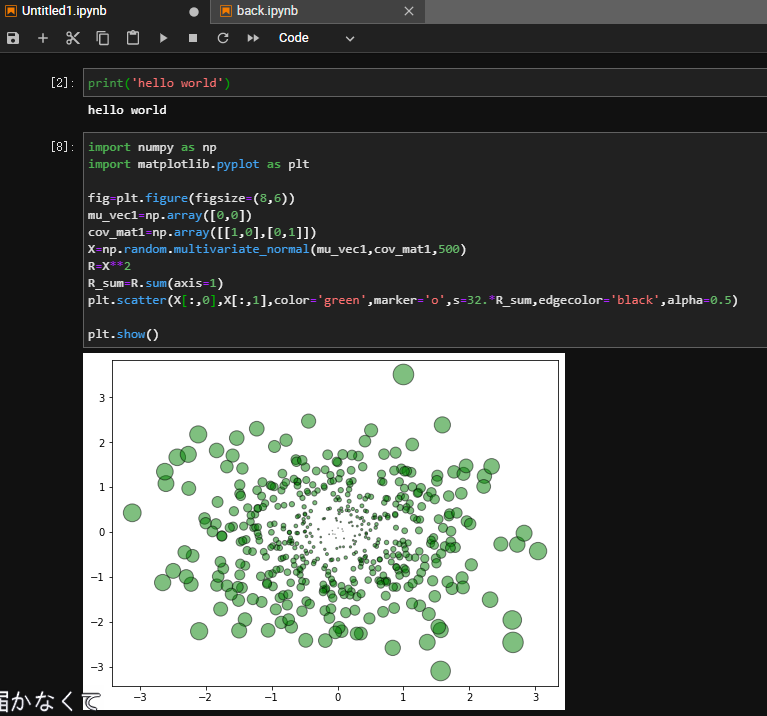 Untitled1.ipynb
back.ipynb
Code
[2]:
print('hello world')
hello world
[8]:
import numpy as np
import matplotlib.pyplot as plt
fig=plt.figure(figsize=(8,6))
mu_vec1=np.array([0,0])
cov_mat1=np.array([[1,0],[0,1]])
X=np.random.multivariate_normal(mu_vec1,cov_mat1,500)
R=X**2
R_sum=R.sum(axis=1)
plt.scatter(X[:,0],X[:,1],color='green',marker='o',s=32.*R_sum,edgecolor='black',alpha=0.5)
plt.show()
3
2
1
0
−1
−2
−3
−3 −2 −1 0 1 2 3
かなくて